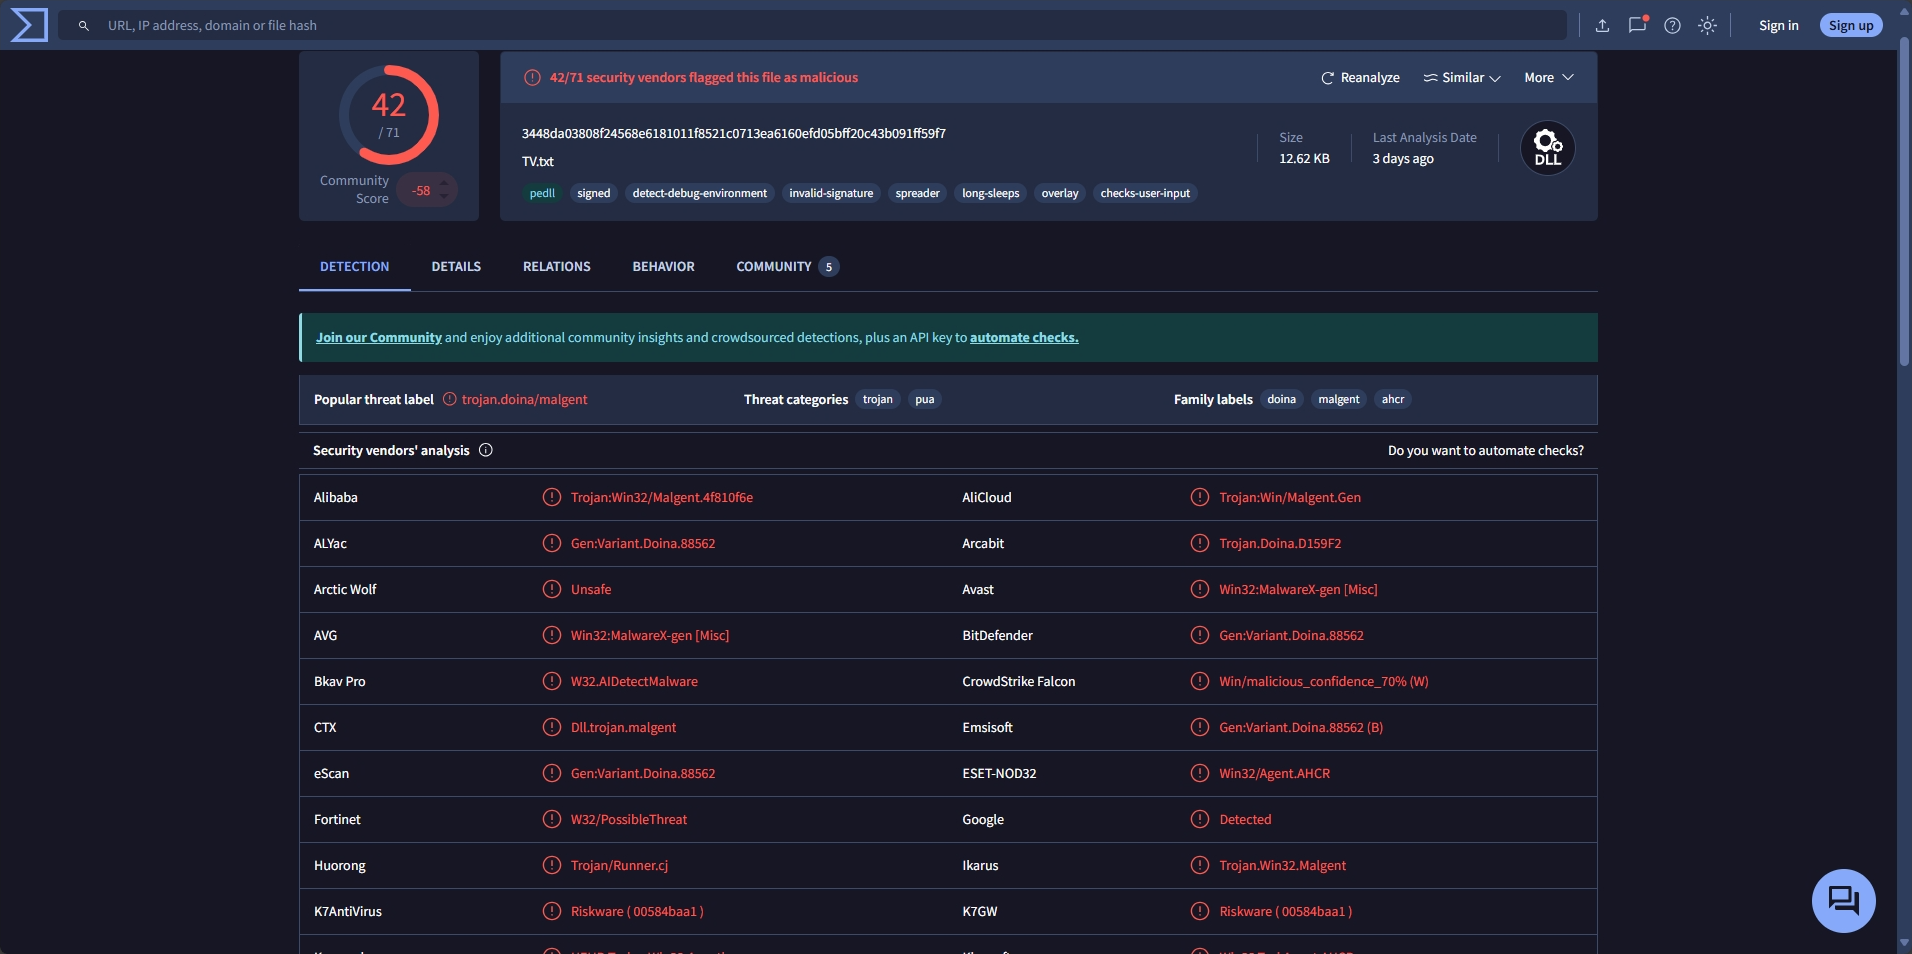 URL, IP address, domain or file hash
Sign in
Sign up
42
/ 71
Community
Score
-58
42/71 security vendors flagged this file as malicious
Reanalyze
Similar
More
3448da03808f24568e6181011f8521c0713ea6160efd05bff20c43b091ff59f7
TV.txt
pedll signed detect-debug-environment invalid-signature spreader long-sleeps overlay checks-user-input
Size
12.62 KB
Last Analysis Date
3 days ago
DLL
DETECTION DETAILS RELATIONS BEHAVIOR COMMUNITY 5
Join our Community and enjoy additional community insights and crowdsourced detections, plus an API key to automate checks.
Popular threat label trojan.doina/malgent Threat categories trojan pua Family labels doina malgent ahcr
Security vendors' analysis Do you want to automate checks?
Alibaba Trojan:Win32/Malgent.4f810f6e AliCloud Trojan:Win/Malgent.Gen
ALYac Gen:Variant.Doina.88562 Arcabit Trojan.Doina.D159F2
Arctic Wolf Unsafe Avast Win32:MalwareX-gen [Misc]
AVG Win32:MalwareX-gen [Misc] BitDefender Gen:Variant.Doina.88562
Bkav Pro W32.AIDetectMalware CrowdStrike Falcon Win/malicious_confidence_70% (W)
CTX Dll.trojan.malgent Emsisoft Gen:Variant.Doina.88562 (B)
eScan Gen:Variant.Doina.88562 ESET-NOD32 Win32/Agent.AHCR
Fortinet W32/PossibleThreat Google Detected
Huorong Trojan/Runner.cj Ikarus Trojan.Win32.Malgent
K7AntiVirus Riskware ( 00584baa1 ) K7GW Riskware ( 00584baa1 )